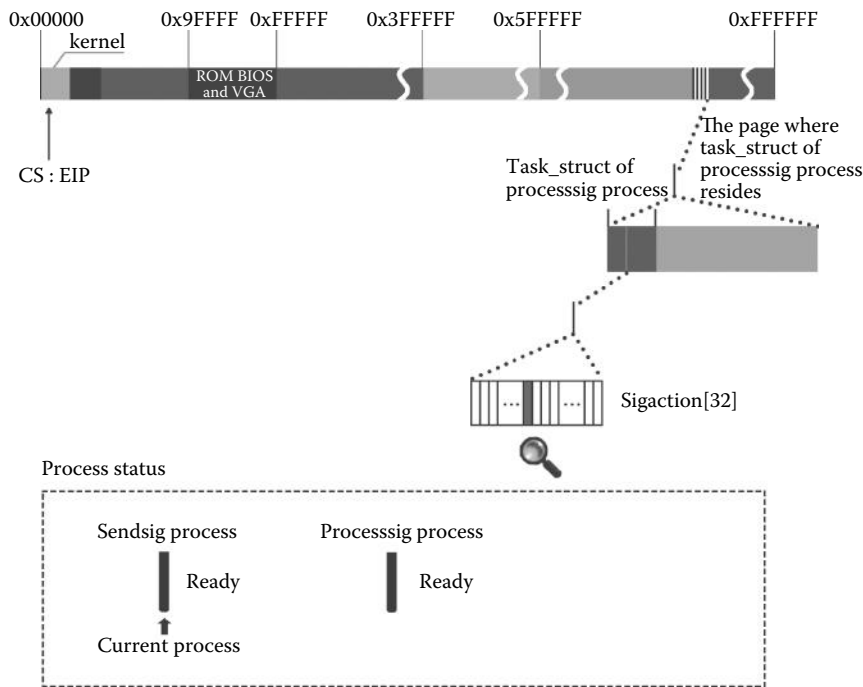 0x00000 0x9FFFF 0xFFFFF 0x3FFFFF 0x5FFFFF 0xFFFFFF
kernel
ROM BIOS
and VGA
CS : EIP
The page where
task_struct of
processsig process
resides
Task_struct of
processsig process
... ...
Sigaction[32]
Process status
Sendsig process Processsig process
Ready Ready
Current process